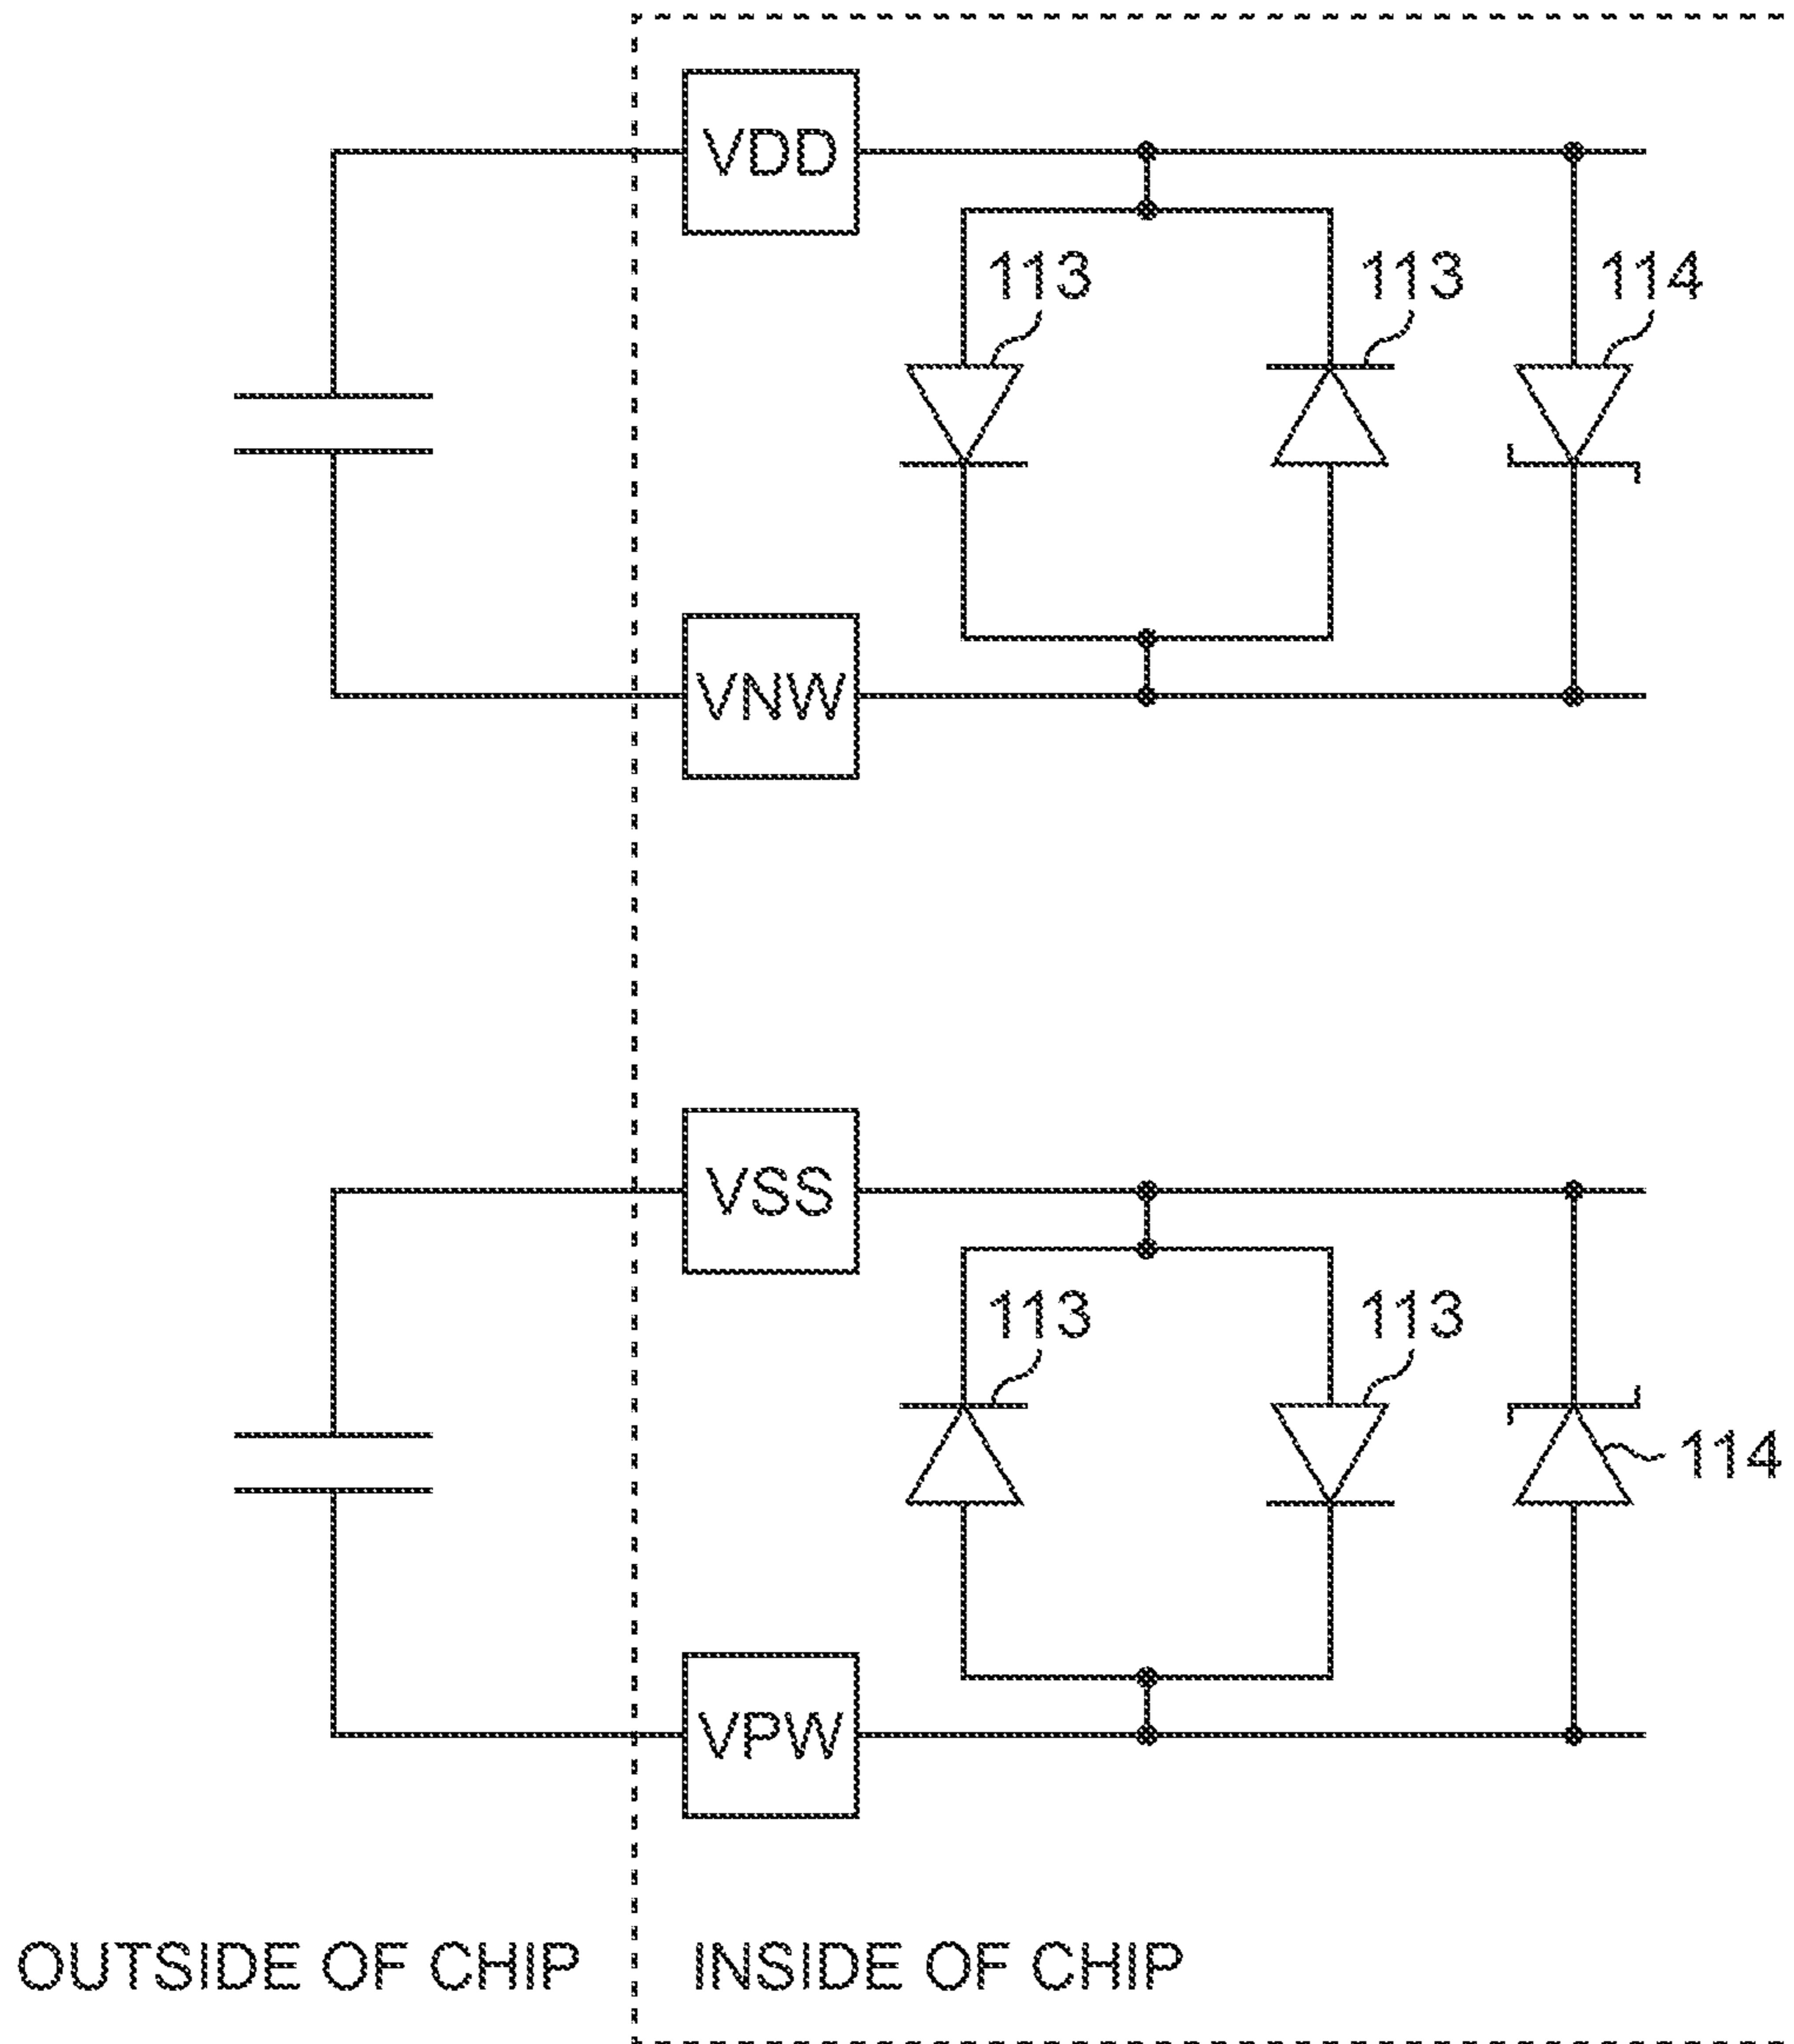 VDD
113
113
114
VNW
VSS
113
113
114
VPW
OUTSIDE OF CHIP
INSIDE OF CHIP